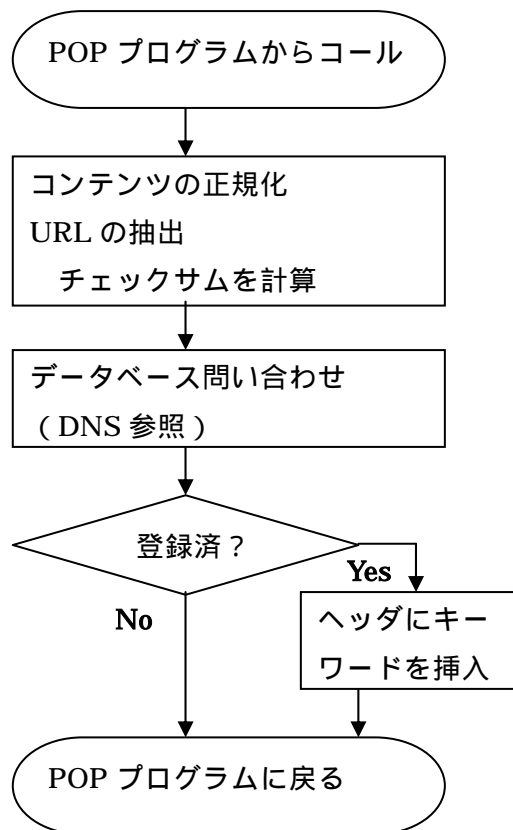 POP プログラムからコール
コンテンツの正規化
URL の抽出
チェックサムを計算
データベース問い合わせ
（DNS 参照）
登録済？
Yes
No
ヘッダにキー
ワードを挿入
POP プログラムに戻る